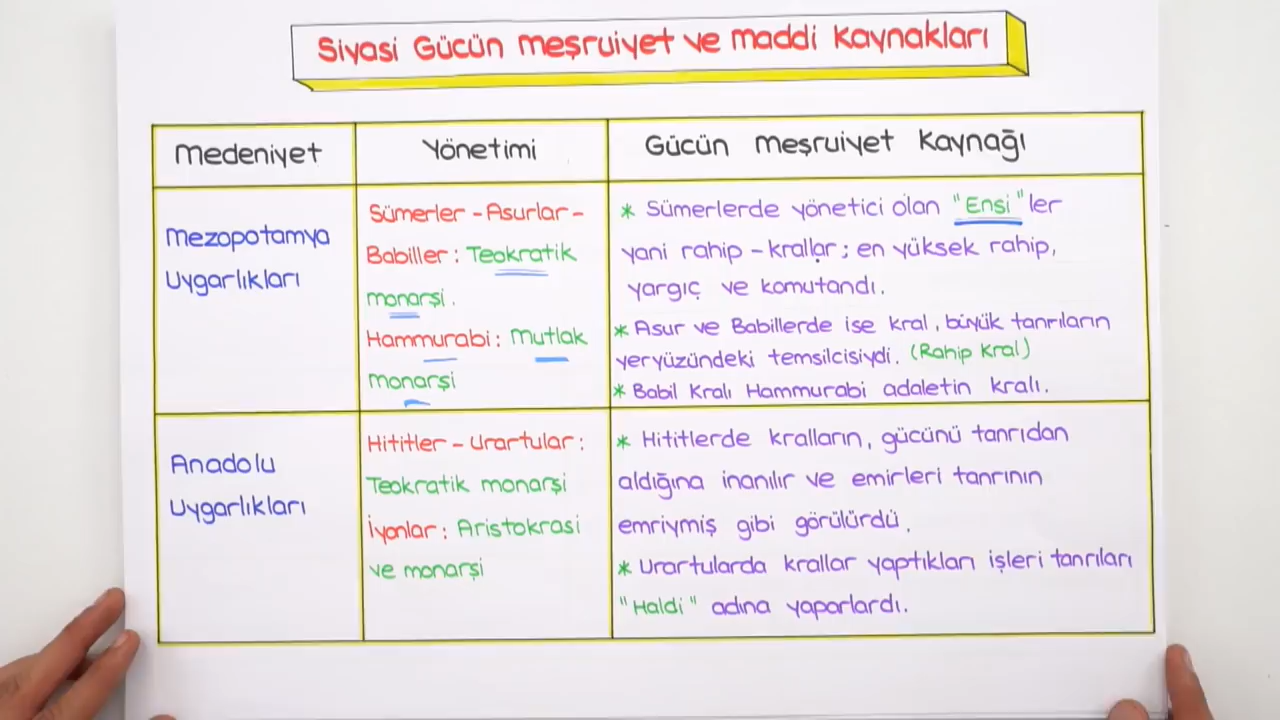 Siyasi Gücün meşruiyet ve maddi Kaynakları
Medeniyet
Yönetimi
Gücün meşruiyet Kaynağı
Mezopotamya
Uygarlıkları
Sümerler - Asurlar -
Babiller : Teokratik
monarşi.
Hammurabi : Mutlak
monarşi
* Sümerlerde yönetici olan "Ensi"ler
yani rahip - krallar ; en yüksek rahip,
yargıç ve komutandı.
* Asur ve Babillerde ise kral, büyük tanrıların
yeryüzündeki temsilcisiydi. (Rahip Kral)
* Babil Kralı Hammurabi adaletin kralı.
Anadolu
Uygarlıkları
Hititler - Urartular :
Teokratik monarşi
İyonlar : Aristokrasi
ve monarşi
* Hititlerde kralların, gücünü tanrıdan
aldığına inanılır ve emirleri tanrının
emriymiş gibi görülürdü.
* Urartularda krallar yaptıkları işleri tanrıları
"Haldi" adına yaparlardı.